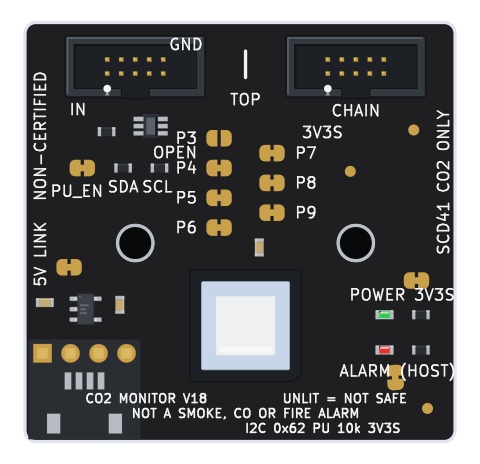 GND
IN
TOP
CHAIN
3V3S
NON-CERTIFIED
P3
OPEN
P4
P5
P6
P7
P8
P9
PU_EN
SDA SCL
SCD41 CO2 ONLY
5V LINK
POWER 3V3S
ALARM (HOST)
CO2 MONITOR V18
UNLIT = NOT SAFE
NOT A SMOKE, CO OR FIRE ALARM
I2C 0x62 PU 10k 3V3S